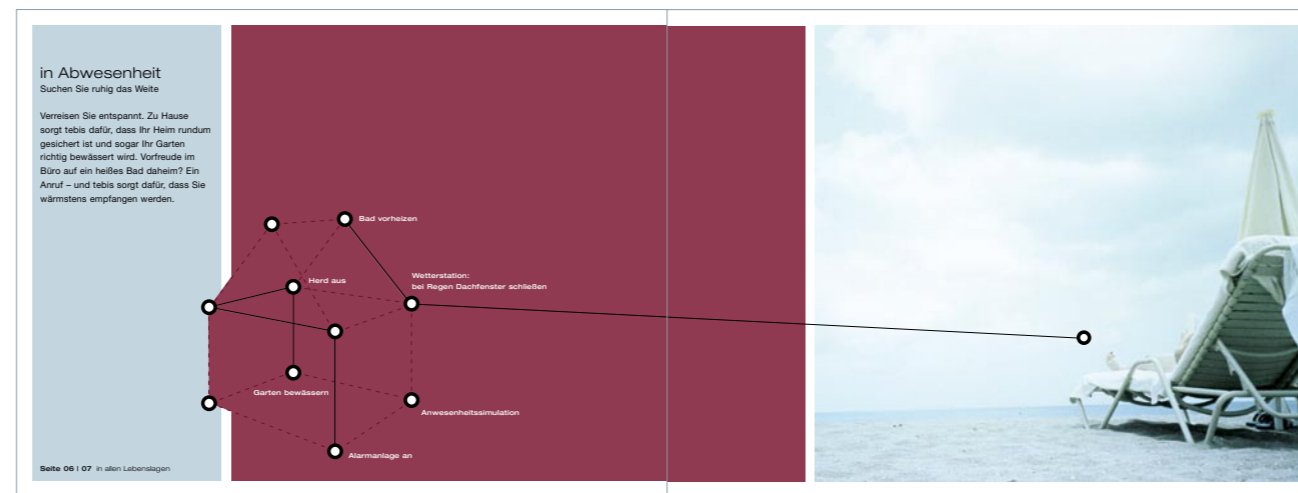 in Abwesenheit
Suchen Sie ruhig das Weite
Verreisen Sie entspannt. Zu Hause
sorgt tebis dafür, dass Ihr Heim rundum
gesichert ist und sogar Ihr Garten
richtig bewässert wird. Vorfreude im
Büro auf ein heißes Bad daheim? Ein
Anruf – und tebis sorgt dafür, dass Sie
wärmstens empfangen werden.
Bad vorheizen
Herd aus
Wetterstation:
bei Regen Dachfenster schließen
Garten bewässern
Anwesenheitssimulation
Alarmanlage an
Seite 06 | 07 in allen Lebenslagen